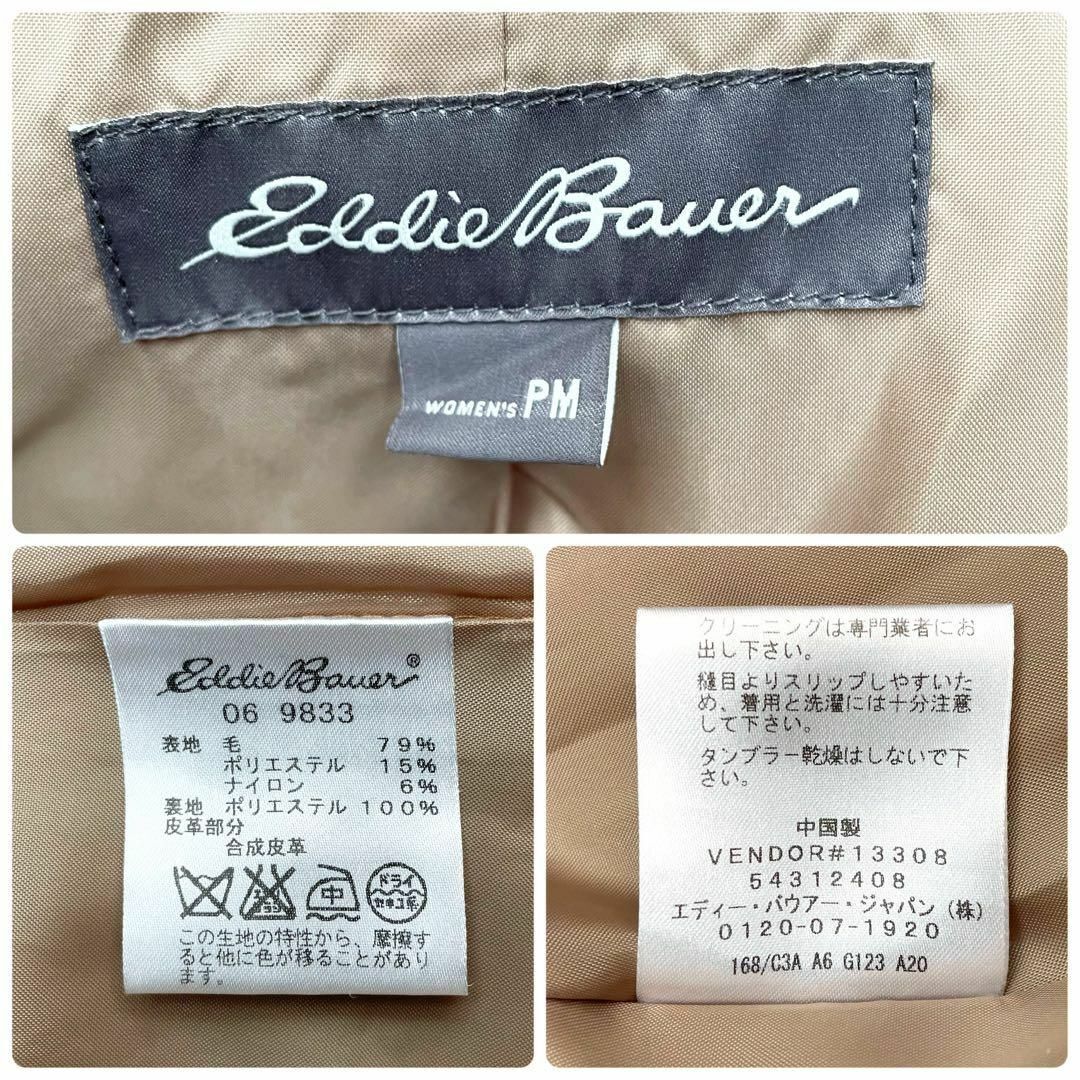 Eddie Bauer
WOMEN'S PM
Eddie Bauer®
06 9833
表地 毛 79%
ポリエステル 15%
ナイロン 6%
裏地 ポリエステル 100%
皮革部分
合成皮革
中 ドライ セキユ系
この生地の特性から、摩擦す
ると他に色が移ることがあり
ます。
クリーニングは専門業者にお
出し下さい。
縫目よりスリップしやすいた
め、着用と洗濯には十分注意
して下さい。
タンブラー乾燥はしないで下
さい。
中国製
VENDOR#13308
54312408
エディー・バウアー・ジャパン(株)
0120-07-1920
168/C3A A6 G123 A20